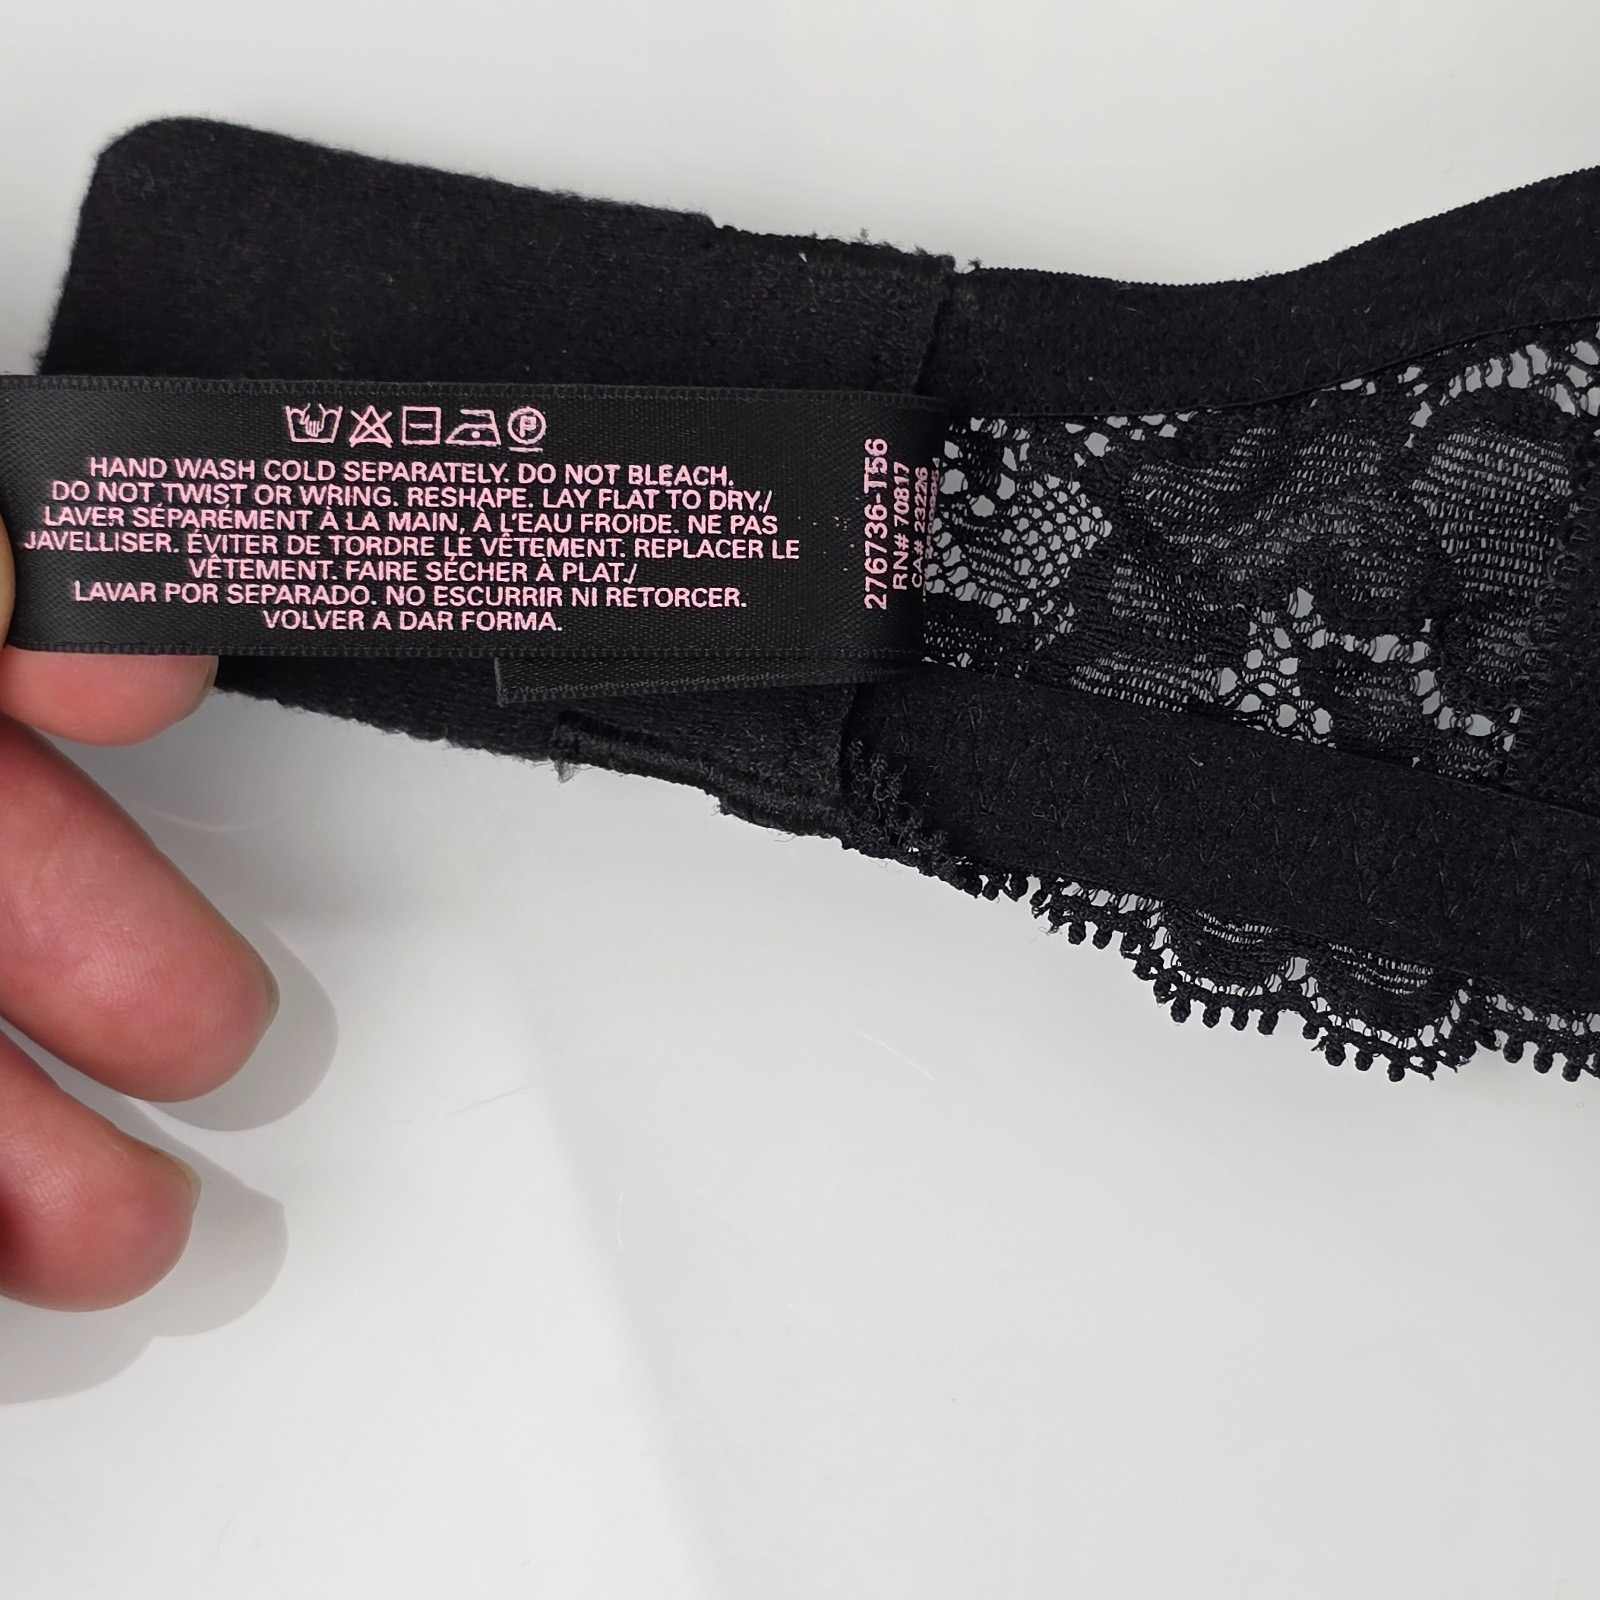 HAND WASH COLD SEPARATELY. DO NOT BLEACH.
DO NOT TWIST OR WRING. RESHAPE. LAY FLAT TO DRY./
LAVER SÉPARÉMENT À LA MAIN, À L'EAU FROIDE. NE PAS
JAVELLISER. ÉVITER DE TORDRE LE VÊTEMENT. REPLACER LE
VÊTEMENT. FAIRE SÉCHER À PLAT./
LAVAR POR SEPARADO. NO ESCURRIR NI RETORCER.
VOLVER A DAR FORMA.
276736-T56
RN# 70817
CA# 23226